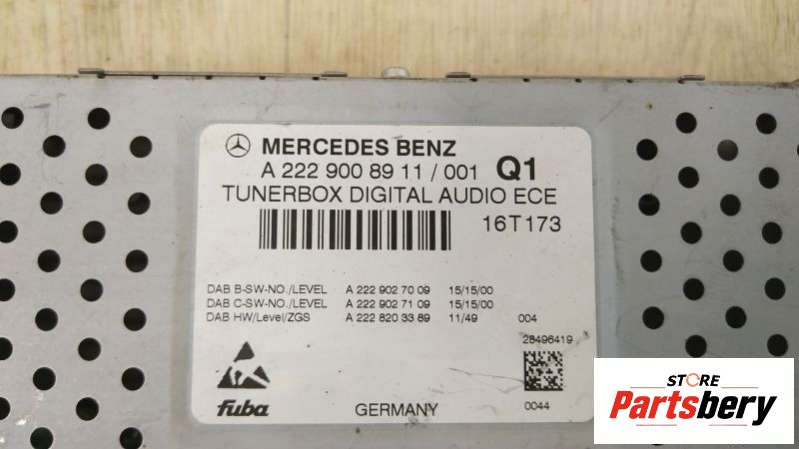 MERCEDES BENZ
A 222 900 89 11 / 001 Q1
TUNERBOX DIGITAL AUDIO ECE
16T173
DAB B-SW-NO./LEVEL A 222 902 70 09 15/15/00
DAB C-SW-NO./LEVEL A 222 902 71 09 15/15/00
DAB HW/Level/ZGS A 222 820 33 89 11/49 004
28496419
fuba GERMANY 0044
STORE
Partsbery